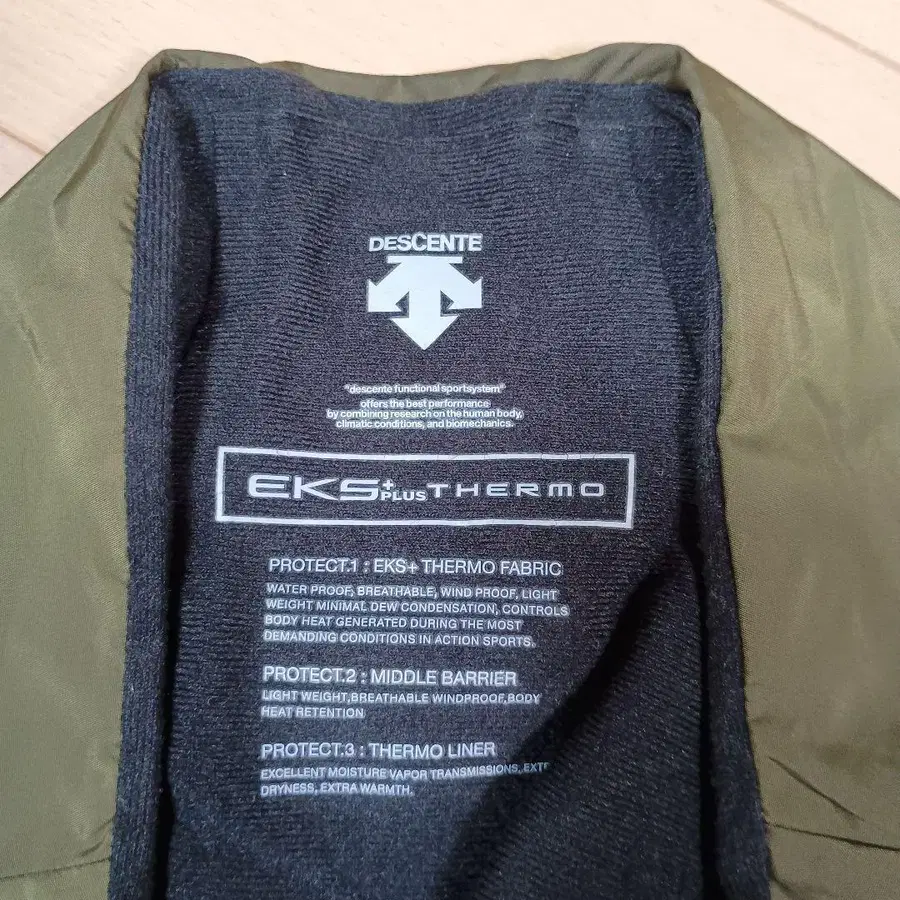 DESCENTE
"descente functional sportsystem"
offers the best performance
by combining research on the human body,
climatic conditions, and biomechanics.
EKS+PLUS THERMO
PROTECT.1 : EKS+ THERMO FABRIC
WATER PROOF, BREATHABLE, WIND PROOF, LIGHT
WEIGHT MINIMAL DEW CONDENSATION, CONTROLS
BODY HEAT GENERATED DURING THE MOST
DEMANDING CONDITIONS IN ACTION SPORTS.
PROTECT.2 : MIDDLE BARRIER
LIGHT WEIGHT,BREATHABLE WINDPROOF,BODY
HEAT RETENTION
PROTECT.3 : THERMO LINER
EXCELLENT MOISTURE VAPOR TRANSMISSIONS,
DRYNESS, EXTRA WARMTH.